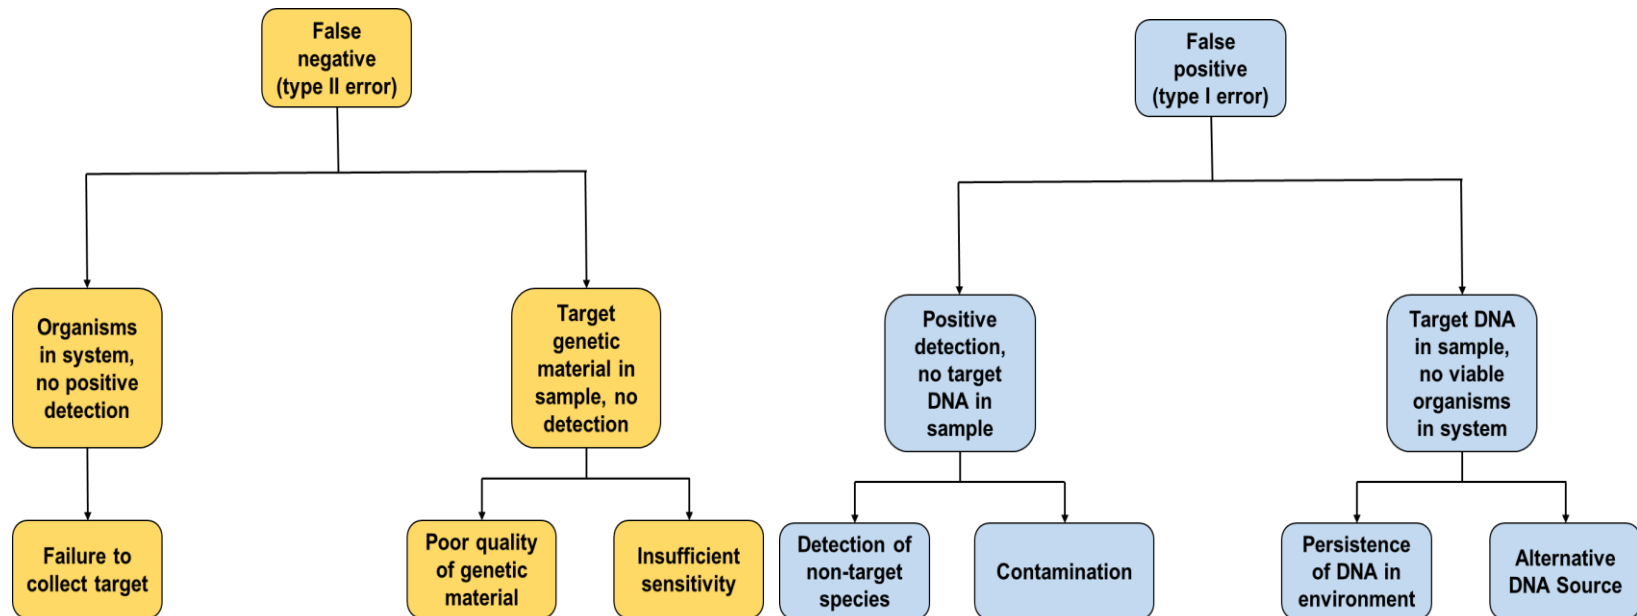 False
negative
(type II error)
False
positive
(type I error)
Organisms
in system,
no positive
detection
Target
genetic
material in
sample, no
detection
Positive
detection,
no target
DNA in
sample
Target DNA
in sample,
no viable
organisms
in system
Failure to
collect target
Poor quality
of genetic
material
Insufficient
sensitivity
Detection of
non-target
species
Contamination
Persistence
of DNA in
environment
Alternative
DNA Source